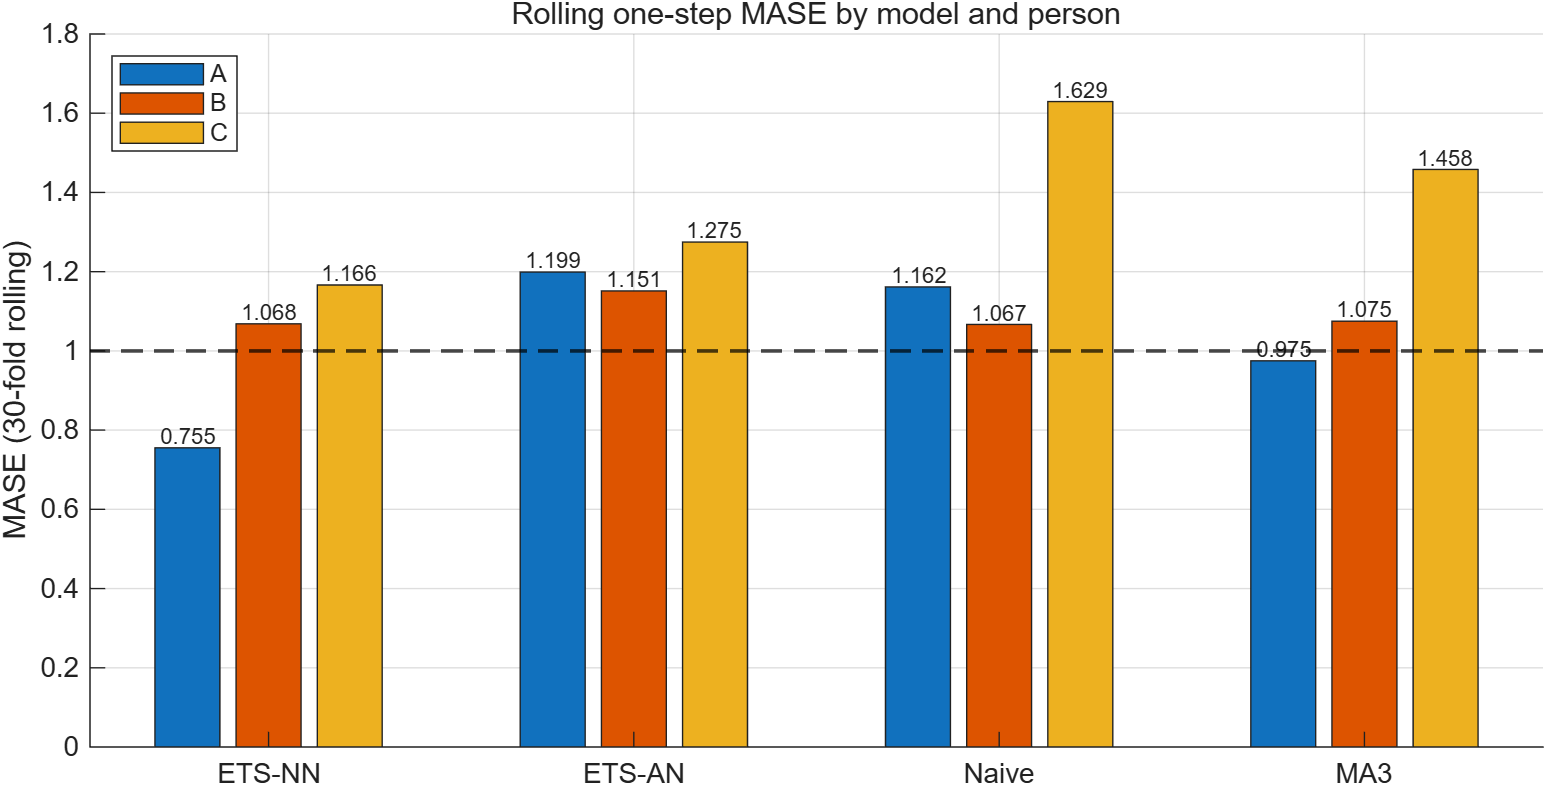 Rolling one-step MASE by model and person
MASE (30-fold rolling)
1.8
1.6
1.4
1.2
1
0.8
0.6
0.4
0.2
0
A
B
C
0.755
1.068
1.166
1.199
1.151
1.275
1.162
1.067
1.629
0.975
1.075
1.458
ETS-NN
ETS-AN
Naive
MA3